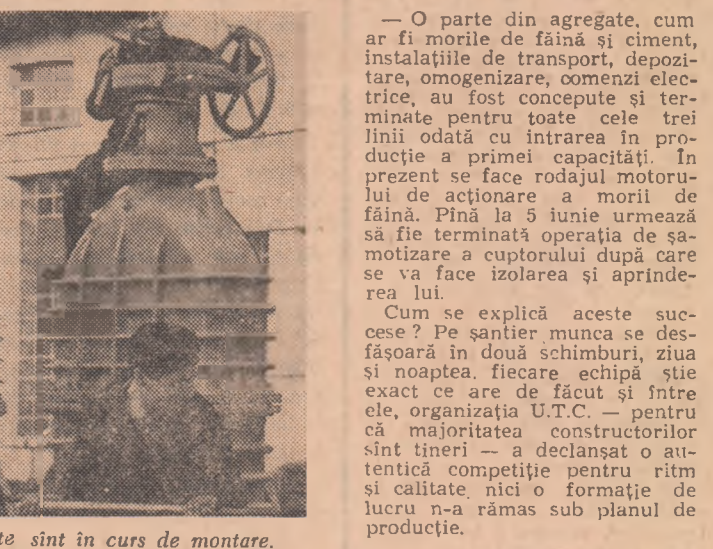 — O parte din agregate, cum
ar fi morile de făină și ciment,
instalațiile de transport, depozi-
tare, omogenizare, comenzi elec-
trice, au fost concepute și ter-
minate pentru toate cele trei
linii odată cu intrarea în pro-
ducție a primei capacități. În
prezent se face rodajul motoru-
lui de acționare a morii de
făină. Pînă la 5 iunie urmează
să fie terminată operația de șa-
motizare a cuptorului după care
se va face izolarea și aprinde-
rea lui.
Cum se explică aceste suc-
cese ? Pe șantier munca se des-
fășoară în două schimburi, ziua
și noaptea. fiecare echipă știe
exact ce are de făcut și între
ele, organizația U.T.C. — pentru
că majoritatea constructorilor
sînt tineri — a declanșat o au-
tentică competiție pentru ritm
și calitate. nici o formație de
lucru n-a rămas sub planul de
producție.
sînt în curs de montare.